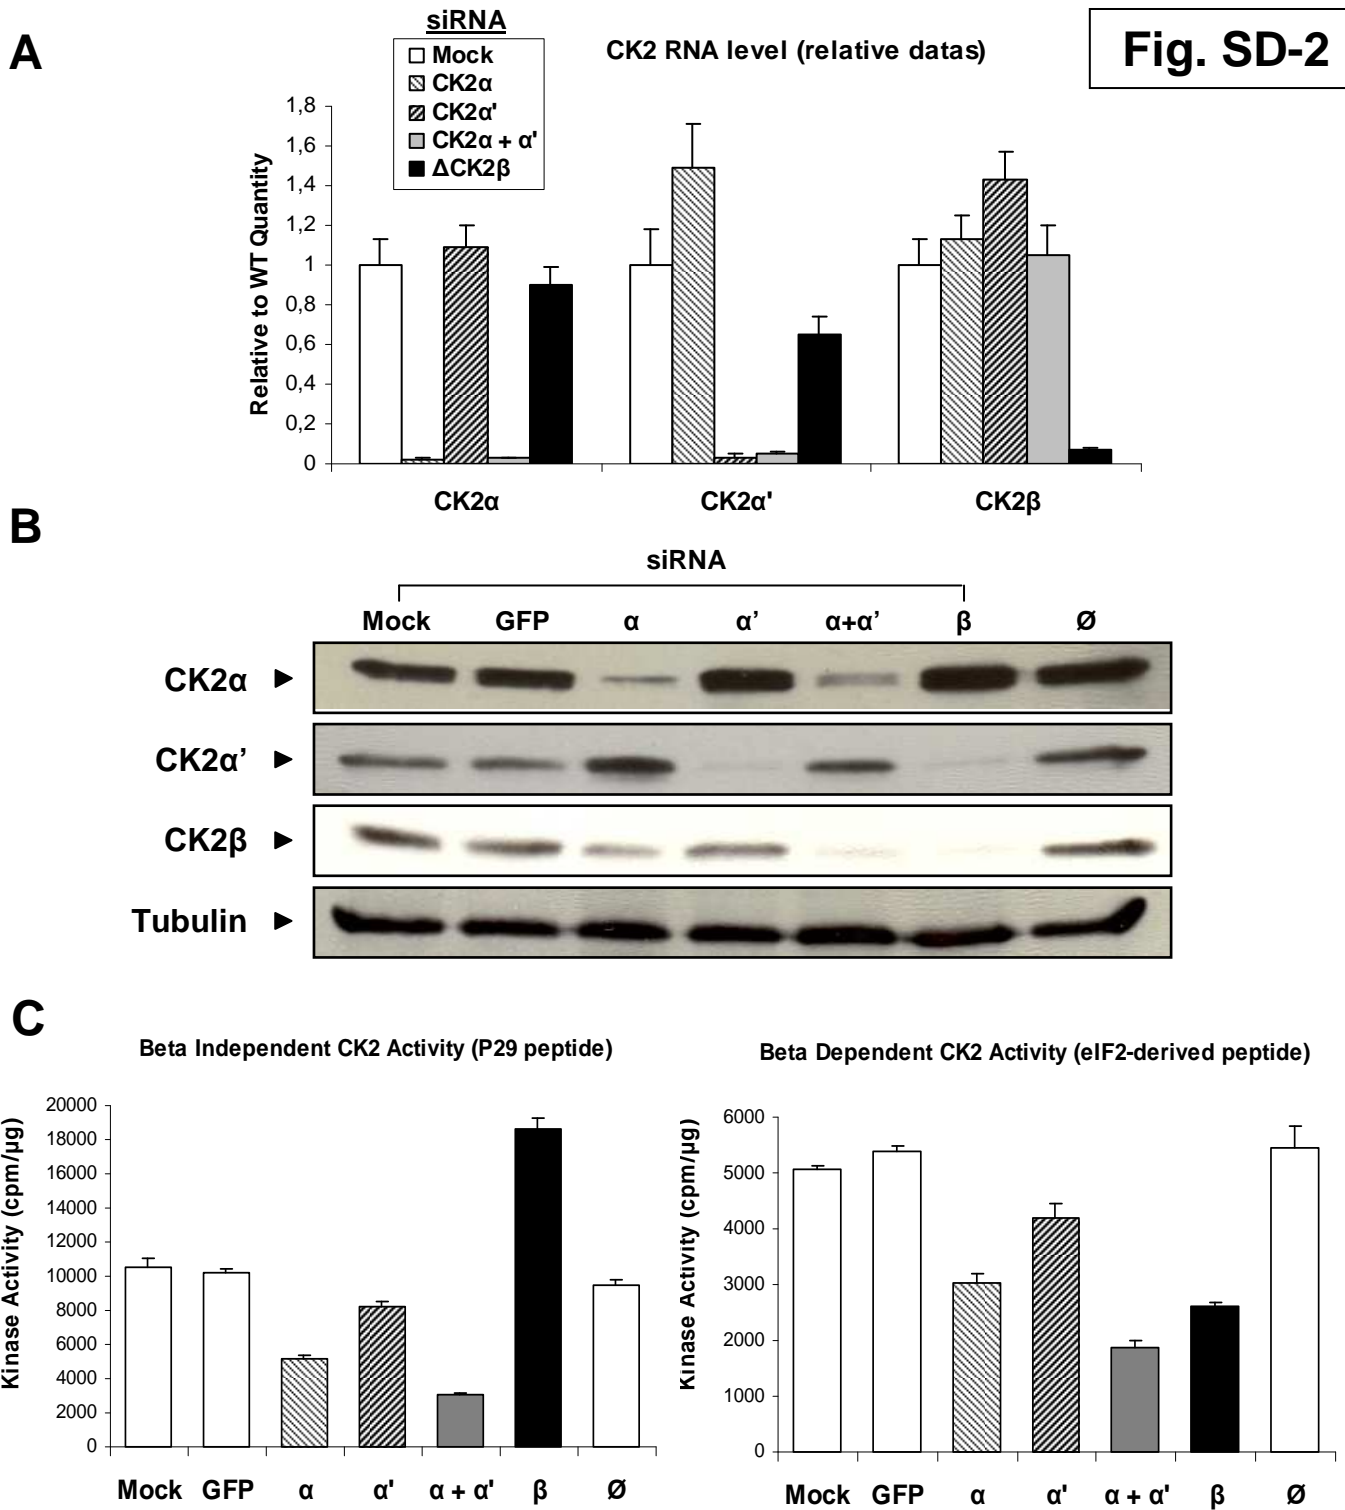 A
siRNA
Mock
CK2α
CK2α'
CK2α + α'
ΔCK2β
CK2 RNA level (relative datas)
Fig. SD-2
Relative to WT Quantity
1,8
1,6
1,4
1,2
1
0,8
0,6
0,4
0,2
0
CK2α CK2α' CK2β
B
siRNA
Mock GFP α α’ α+α’ β Ø
CK2α
CK2α’
CK2β
Tubulin
C
Beta Independent CK2 Activity (P29 peptide)
Kinase Activity (cpm/µg)
20000
18000
16000
14000
12000
10000
8000
6000
4000
2000
0
Mock GFP α α' α + α' β Ø
Beta Dependent CK2 Activity (eIF2-derived peptide)
Kinase Activity (cpm/µg)
6000
5000
4000
3000
2000
1000
0
Mock GFP α α' α + α' β Ø